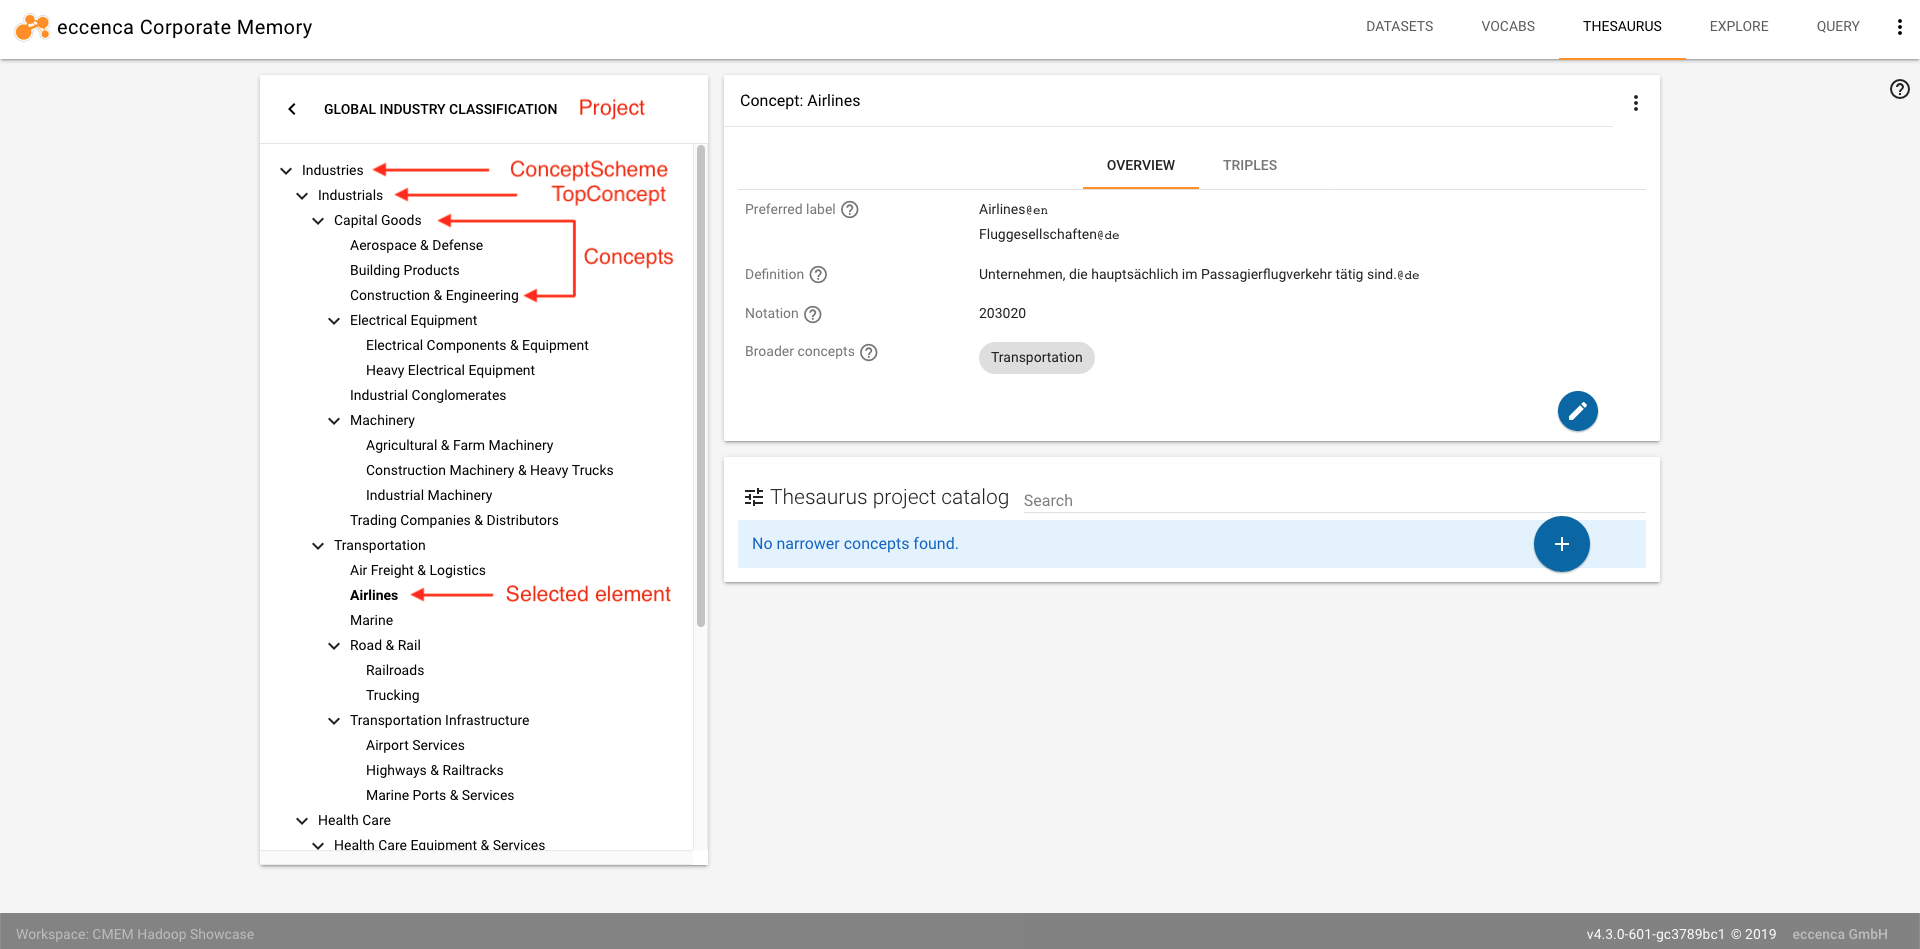 eccenca Corporate Memory
DATASETS VOCABS THESAURUS EXPLORE QUERY
GLOBAL INDUSTRY CLASSIFICATION Project
Industries ConceptScheme
Industrials TopConcept
Capital Goods
Aerospace & Defense
Concepts
Building Products
Construction & Engineering
Electrical Equipment
Electrical Components & Equipment
Heavy Electrical Equipment
Industrial Conglomerates
Machinery
Agricultural & Farm Machinery
Construction Machinery & Heavy Trucks
Industrial Machinery
Trading Companies & Distributors
Transportation
Air Freight & Logistics
Airlines Selected element
Marine
Road & Rail
Railroads
Trucking
Transportation Infrastructure
Airport Services
Highways & Railtracks
Marine Ports & Services
Health Care
Health Care Equipment & Services
Concept: Airlines
OVERVIEW TRIPLES
Preferred label Airlines@en
Fluggesellschaften@de
Definition Unternehmen, die hauptsächlich im Passagierflugverkehr tätig sind.@de
Notation 203020
Broader concepts Transportation
Thesaurus project catalog Search
No narrower concepts found.
Workspace: CMEM Hadoop Showcase
v4.3.0-601-gc3789bc1 © 2019 eccenca GmbH